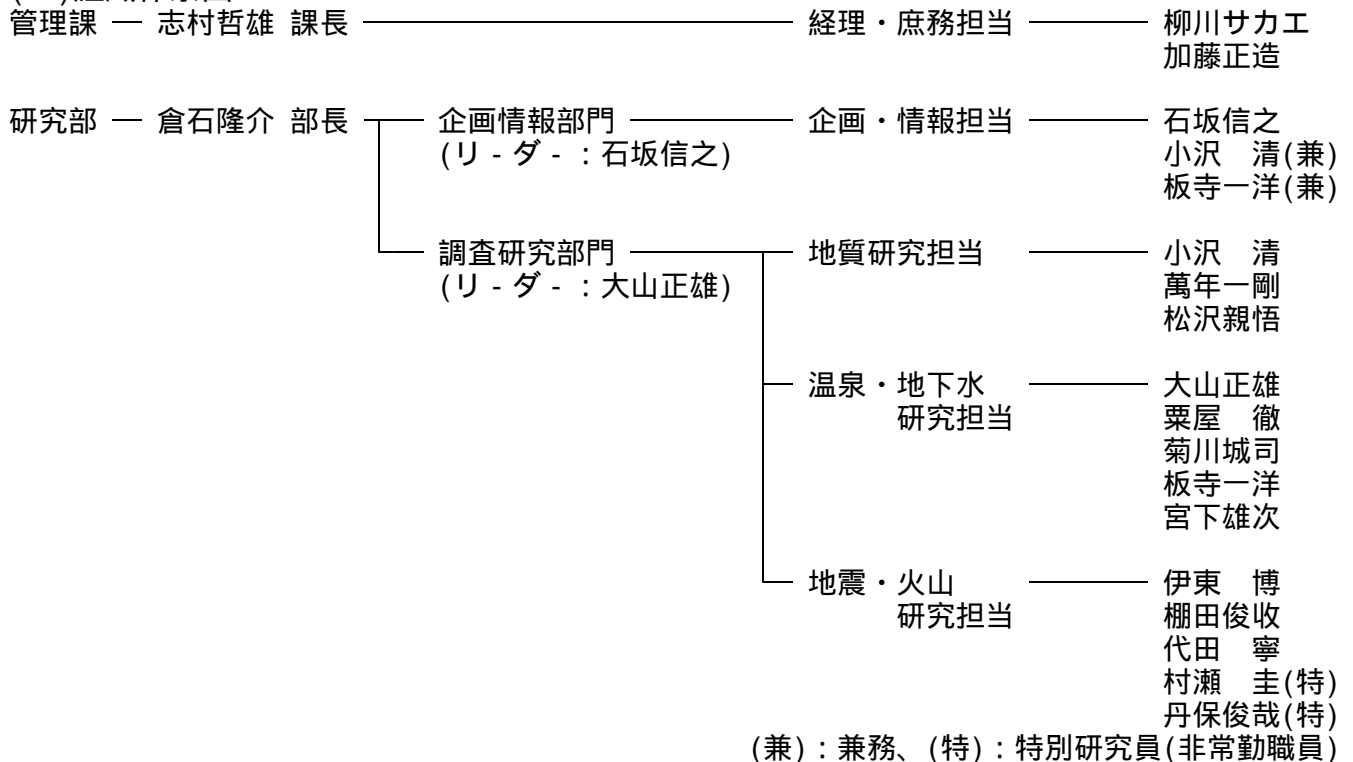 管理課 ― 志村哲雄 課長 ― 経理・庶務担当 ― 柳川サカエ
加藤正造
研究部 ― 倉石隆介 部長 ― 企画情報部門 ― 企画・情報担当 ― 石坂信之
(リ-ダ-:石坂信之) 小沢 清(兼)
板寺一洋(兼)
調査研究部門 ― 地質研究担当 ― 小沢 清
(リ-ダ-:大山正雄) 萬年一剛
松沢親悟
温泉・地下水 ― 大山正雄
研究担当 粟屋 徹
菊川城司
板寺一洋
宮下雄次
地震・火山 ― 伊東 博
研究担当 棚田俊收
代田 寧
村瀬 圭(特)
丹保俊哉(特)
(兼):兼務、(特):特別研究員(非常勤職員)